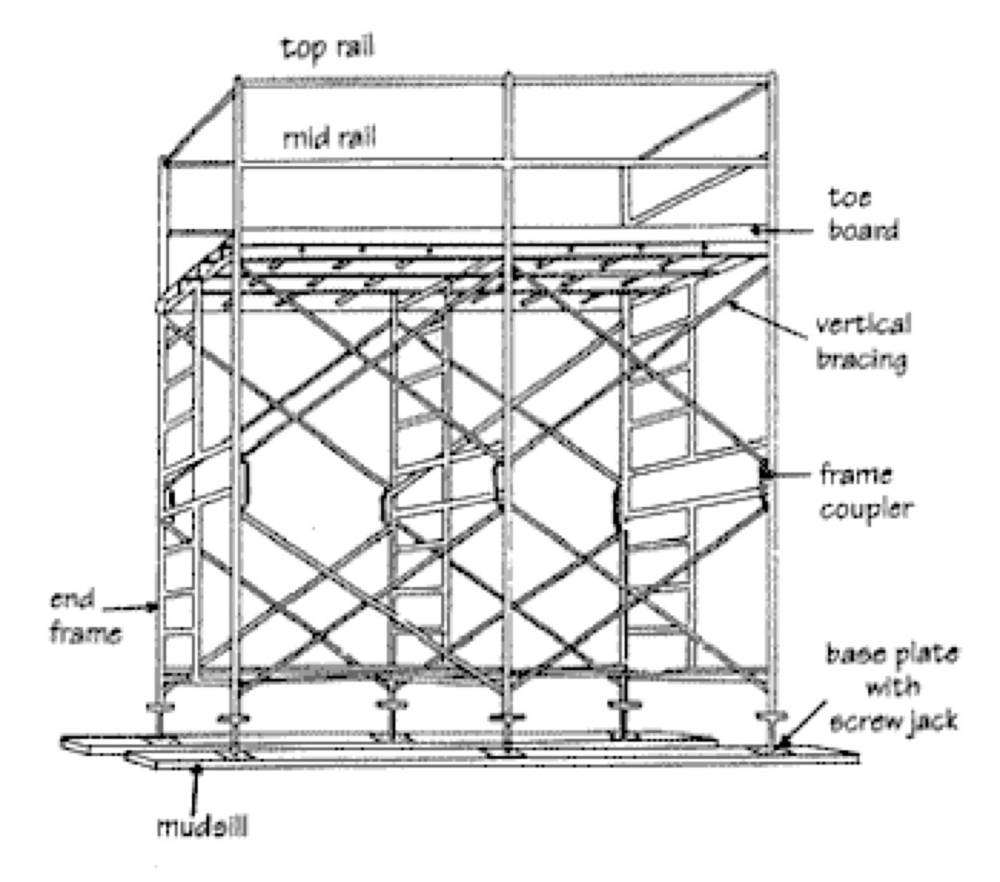 top rail
mid rail
toe
board
vertical
bracing
frame
coupler
end
frame
base plate
with
screw jack
mudsill